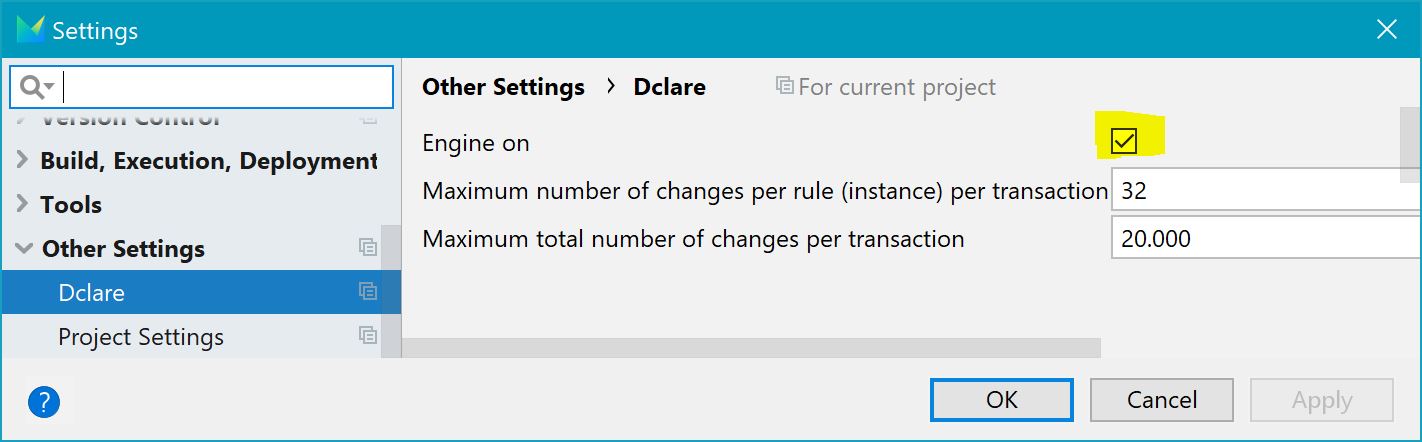 Settings
Other Settings › Dclare For current project
Version Control
Build, Execution, Deployment
Tools
Other Settings
Dclare
Project Settings
Engine on
Maximum number of changes per rule (instance) per transaction 32
Maximum total number of changes per transaction 20.000
? OK Cancel Apply